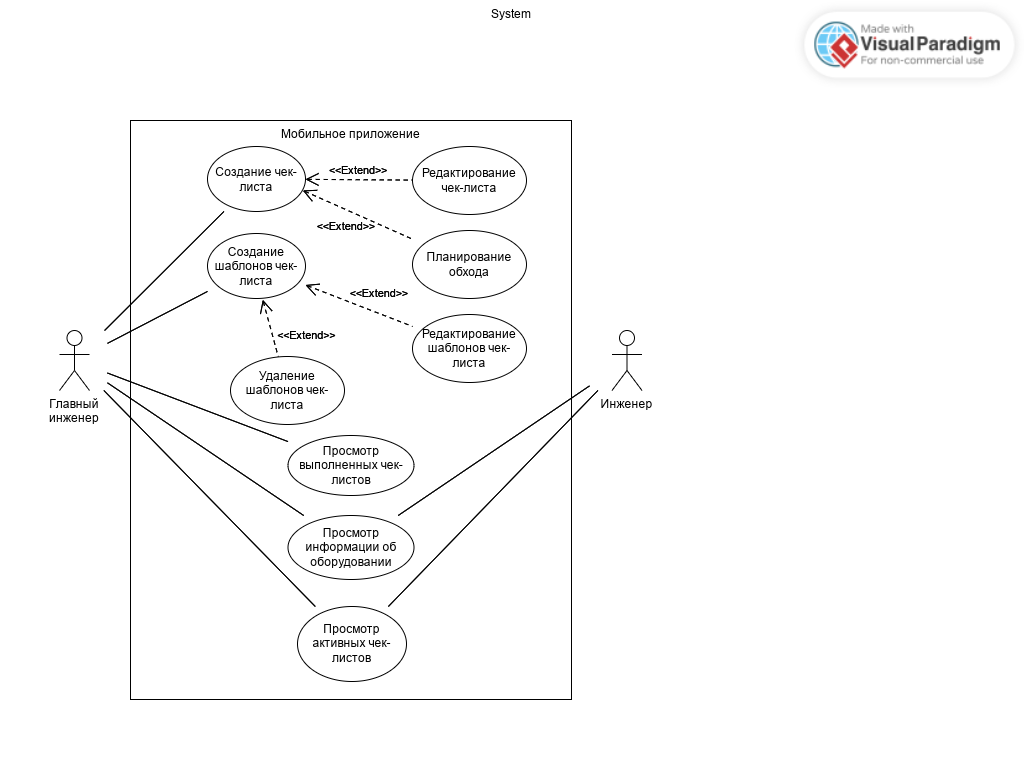 System
Made with
Visual Paradigm
For non-commercial use
Мобильное приложение
Создание чек-
листа
<<Extend>>
Редактирование
чек-листа
<<Extend>>
Планирование
обхода
Создание
шаблонов чек-
листа
<<Extend>>
Редактирование
шаблонов чек-
листа
<<Extend>>
Удаление
шаблонов чек-
листа
Главный
инженер
Инженер
Просмотр
выполненных чек-
листов
Просмотр
информации об
оборудовании
Просмотр
активных чек-
листов